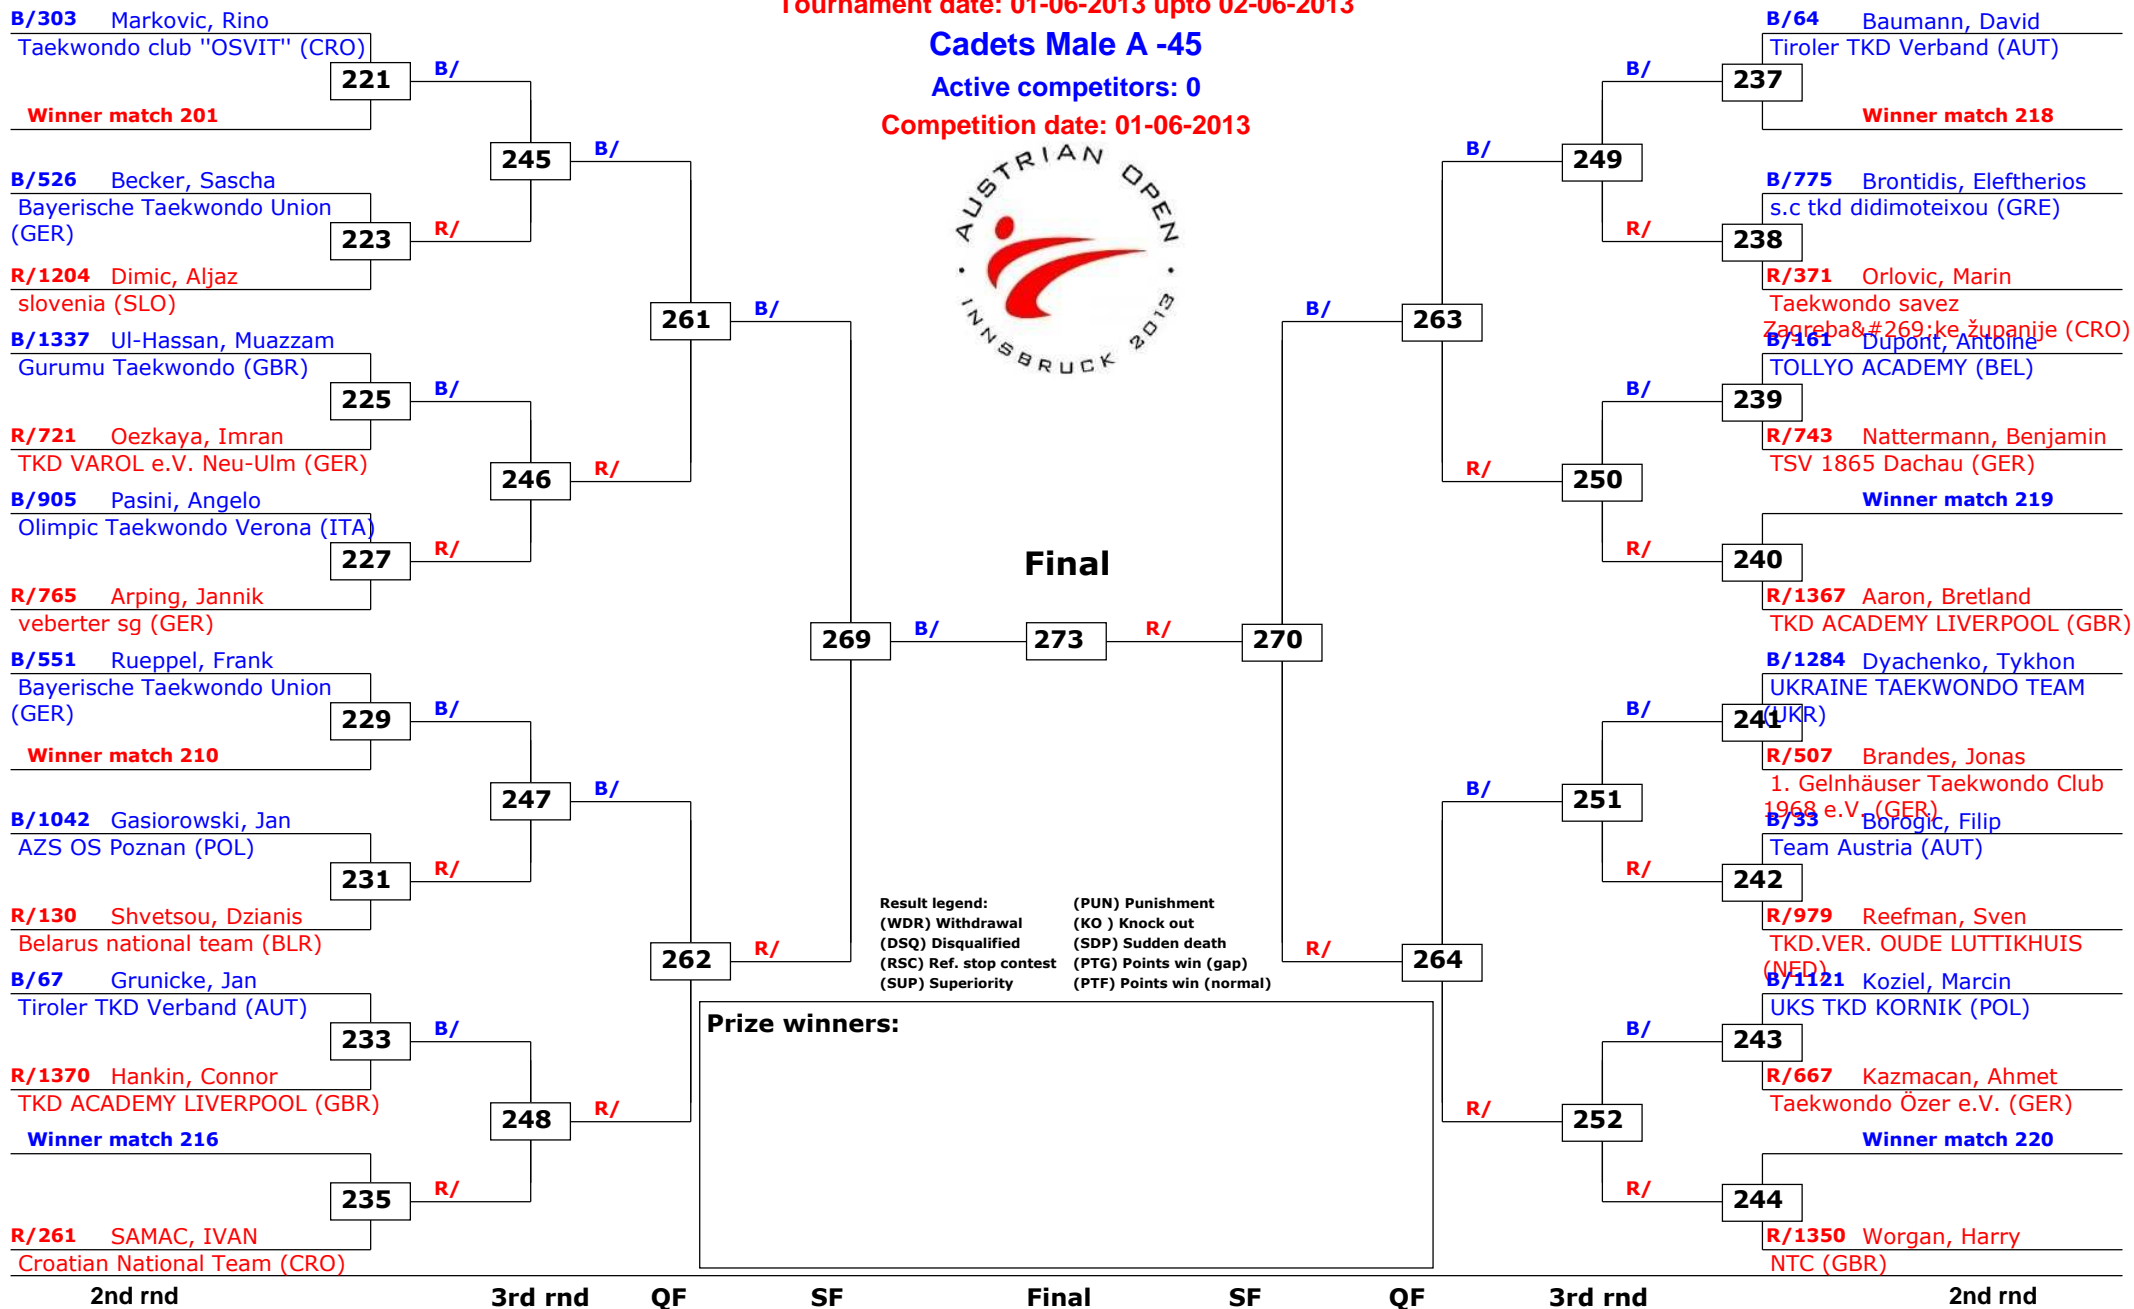 Tournament date: 01-06-2013 upto 02-06-2013
Cadets Male A -45
Active competitors: 0
Competition date: 01-06-2013
AUSTRIAN OPEN
· INNSBRUCK 2013 ·
B/303 Markovic, Rino
Taekwondo club "OSVIT" (CRO)
221
B/
Winner match 201
245
B/
B/526 Becker, Sascha
Bayerische Taekwondo Union
(GER)
223
R/
R/1204 Dimic, Aljaz
slovenia (SLO)
261
B/
B/1337 Ul-Hassan, Muazzam
Gurumu Taekwondo (GBR)
225
B/
R/721 Oezkaya, Imran
TKD VAROL e.V. Neu-Ulm (GER)
246
R/
B/905 Pasini, Angelo
Olimpic Taekwondo Verona (ITA)
227
R/
R/765 Arping, Jannik
veberter sg (GER)
269
B/
B/551 Rueppel, Frank
Bayerische Taekwondo Union
(GER)
229
B/
Winner match 210
247
B/
B/1042 Gasiorowski, Jan
AZS OS Poznan (POL)
231
R/
R/130 Shvetsou, Dzianis
Belarus national team (BLR)
262
R/
B/67 Grunicke, Jan
Tiroler TKD Verband (AUT)
233
B/
R/1370 Hankin, Connor
TKD ACADEMY LIVERPOOL (GBR)
248
R/
Winner match 216
235
R/
R/261 SAMAC, IVAN
Croatian National Team (CRO)
Final
273
R/
270
B/64 Baumann, David
Tiroler TKD Verband (AUT)
B/
237
Winner match 218
B/
249
B/775 Brontidis, Eleftherios
s.c tkd didimoteixou (GRE)
R/
238
R/371 Orlovic, Marin
Taekwondo savez
Zagreba&#269;ke županije (CRO)
B/
263
B/161 Dupont, Antoine
TOLLYO ACADEMY (BEL)
B/
239
R/743 Nattermann, Benjamin
TSV 1865 Dachau (GER)
R/
250
Winner match 219
R/
240
R/1367 Aaron, Bretland
TKD ACADEMY LIVERPOOL (GBR)
B/1284 Dyachenko, Tykhon
UKRAINE TAEKWONDO TEAM
(UKR)
B/
241
R/507 Brandes, Jonas
1. Gelnhäuser Taekwondo Club
1968 e.V. (GER)
B/
251
B/33 Borogic, Filip
Team Austria (AUT)
R/
242
R/979 Reefman, Sven
TKD.VER. OUDE LUTTIKHUIS
(NED)
R/
264
B/1121 Koziel, Marcin
UKS TKD KORNIK (POL)
B/
243
R/667 Kazmacan, Ahmet
Taekwondo Özer e.V. (GER)
R/
252
Winner match 220
R/
244
R/1350 Worgan, Harry
NTC (GBR)
Result legend: (PUN) Punishment
(WDR) Withdrawal (KO ) Knock out
(DSQ) Disqualified (SDP) Sudden death
(RSC) Ref. stop contest (PTG) Points win (gap)
(SUP) Superiority (PTF) Points win (normal)
Prize winners:
2nd rnd 3rd rnd QF SF Final SF QF 3rd rnd 2nd rnd